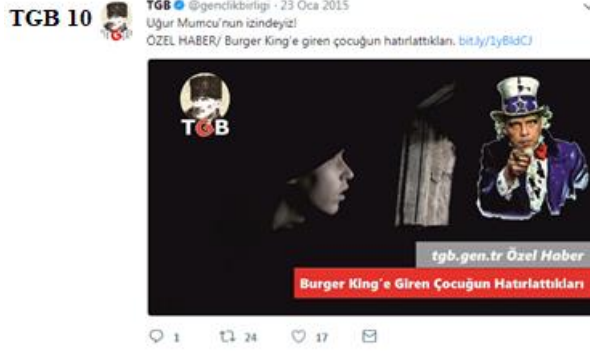 TGB 10
TGB @genclikbirligi · 23 Oca 2015
Uğur Mumcu'nun izindeyiz!
ÖZEL HABER/ Burger King'e giren çocuğun hatırlattıkları. bit.ly/1yBldCJ
TGB
tgb.gen.tr Özel Haber
Burger King'e Giren Çocuğun Hatırlattıkları
1 24 17